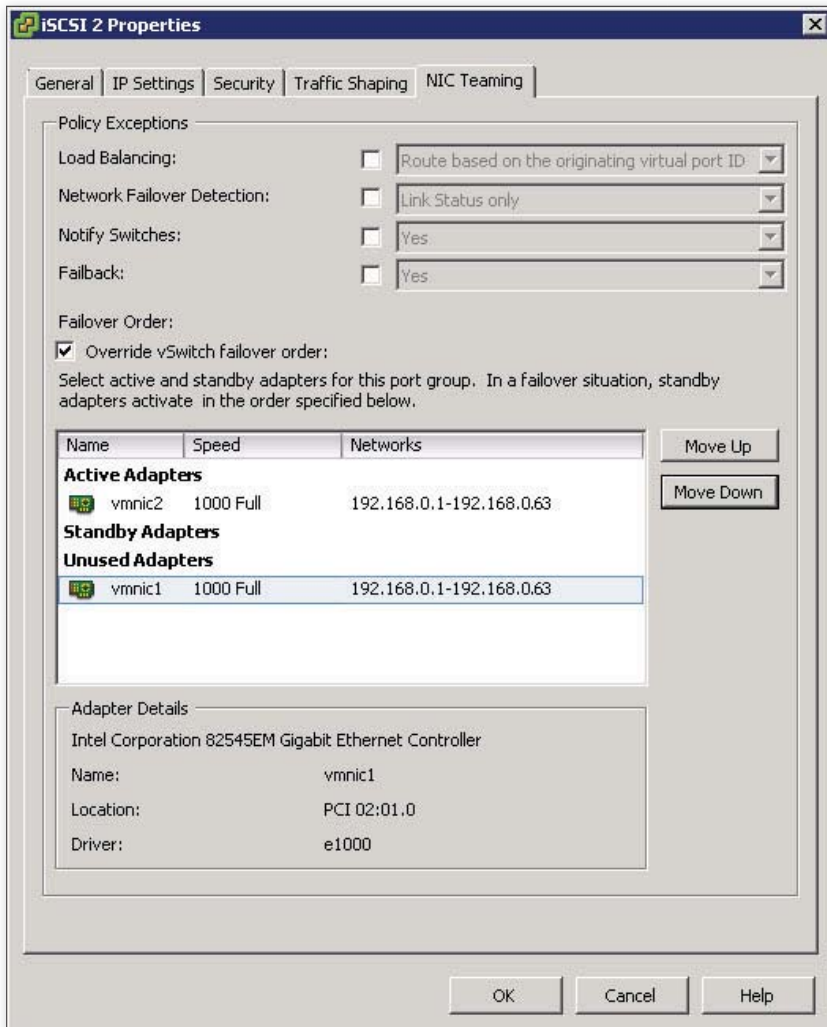 iSCSI 2 Properties
General IP Settings Security Traffic Shaping NIC Teaming
Policy Exceptions
Load Balancing: Route based on the originating virtual port ID
Network Failover Detection: Link Status only
Notify Switches: Yes
Failback: Yes
Failover Order:
Override vSwitch failover order:
Select active and standby adapters for this port group. In a failover situation, standby
adapters activate in the order specified below.
Name Speed Networks
Move Up
Active Adapters
vmnic2 1000 Full 192.168.0.1-192.168.0.63
Move Down
Standby Adapters
Unused Adapters
vmnic1 1000 Full 192.168.0.1-192.168.0.63
Adapter Details
Intel Corporation 82545EM Gigabit Ethernet Controller
Name: vmnic1
Location: PCI 02:01.0
Driver: e1000
OK Cancel Help